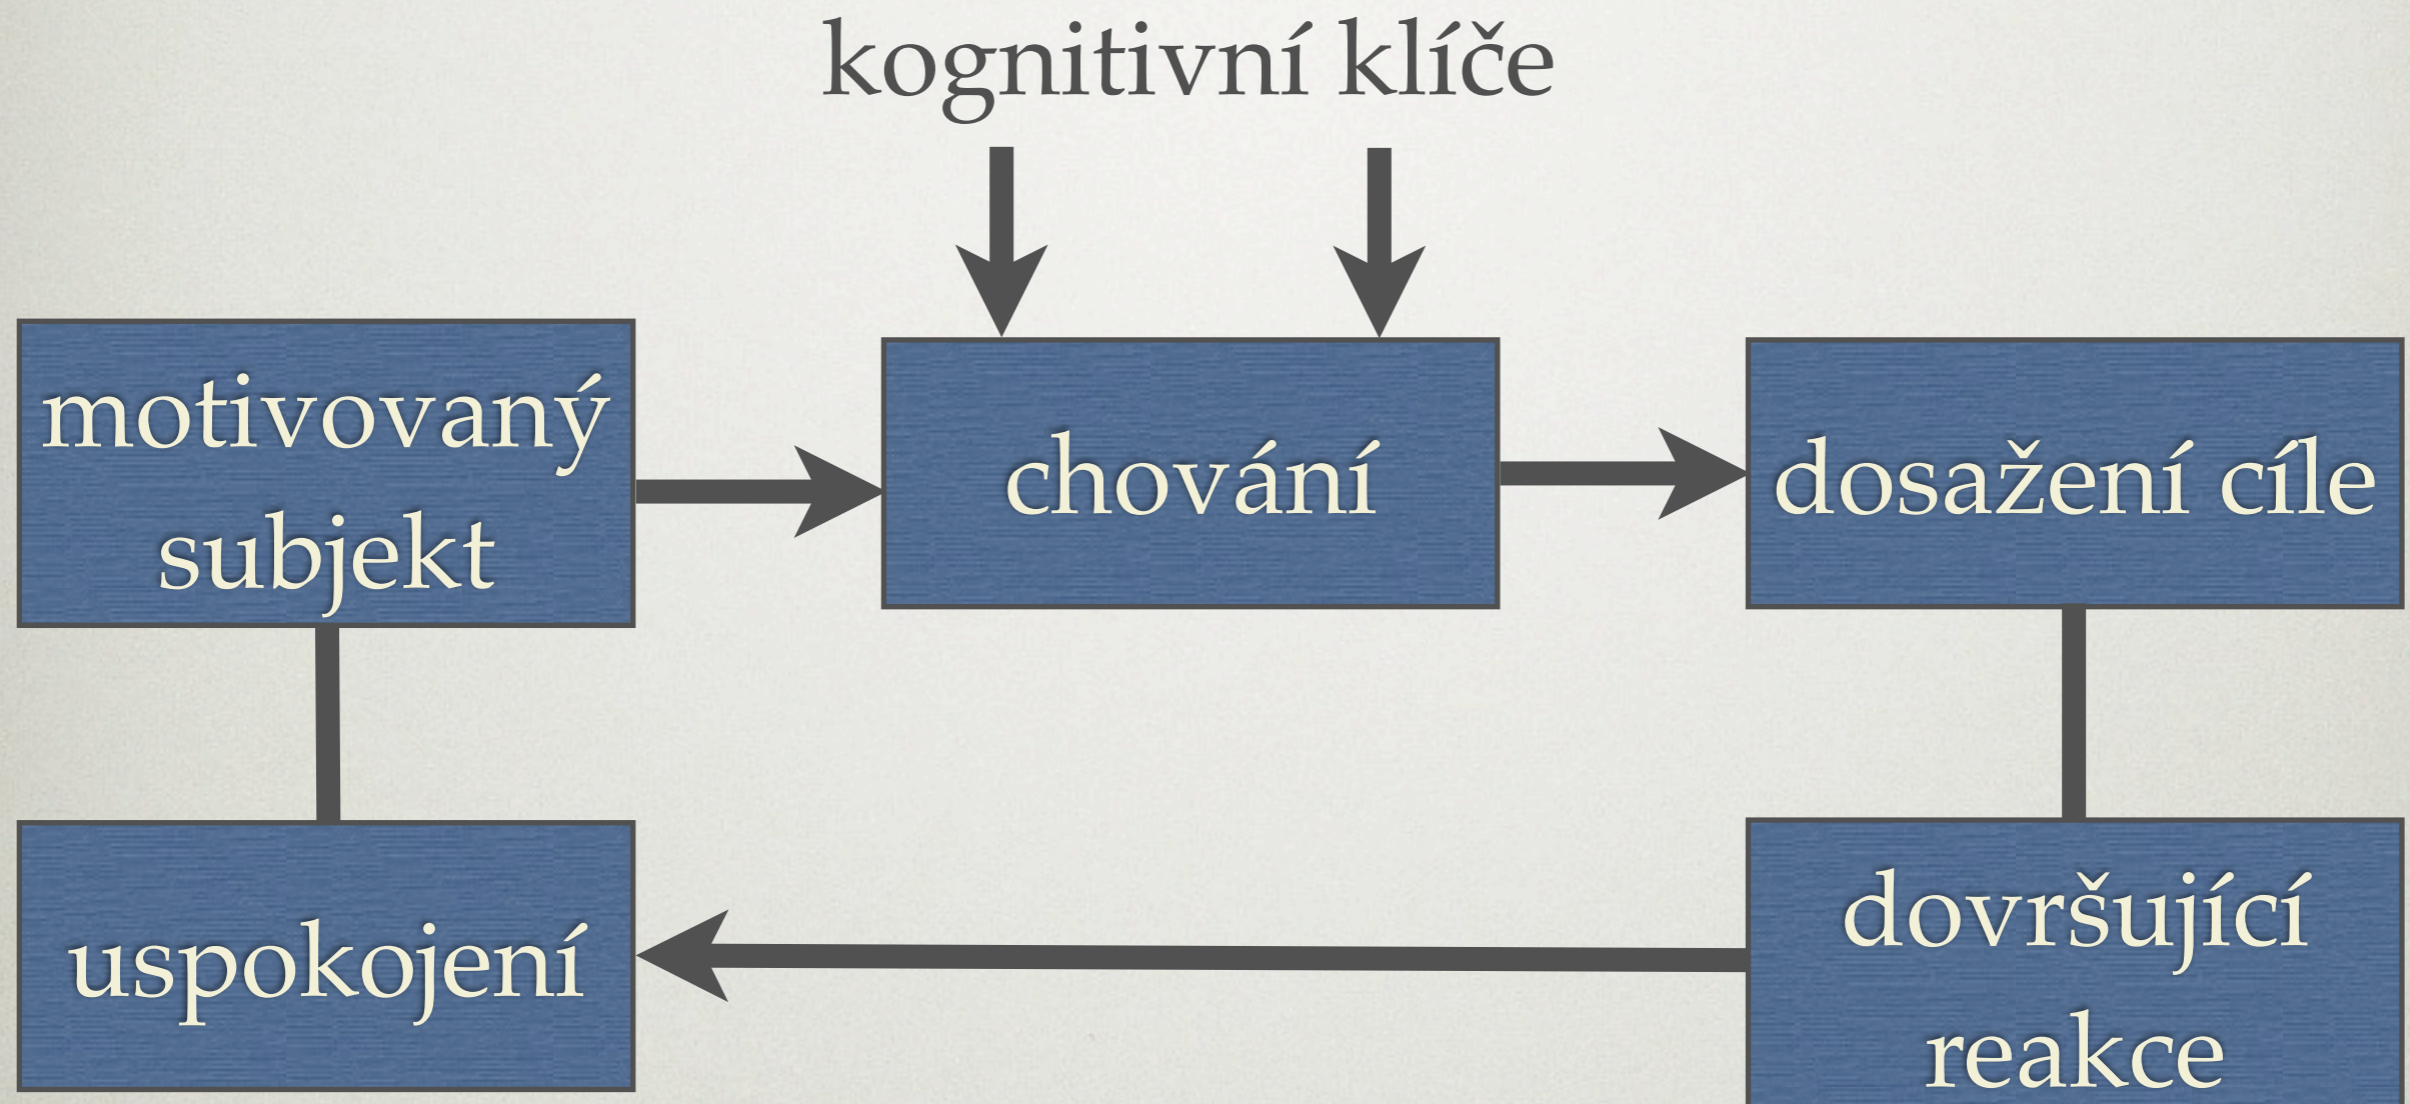 kognitivní klíče
motivovaný
subjekt
chování
dosažení cíle
uspokojení
dovršující
reakce